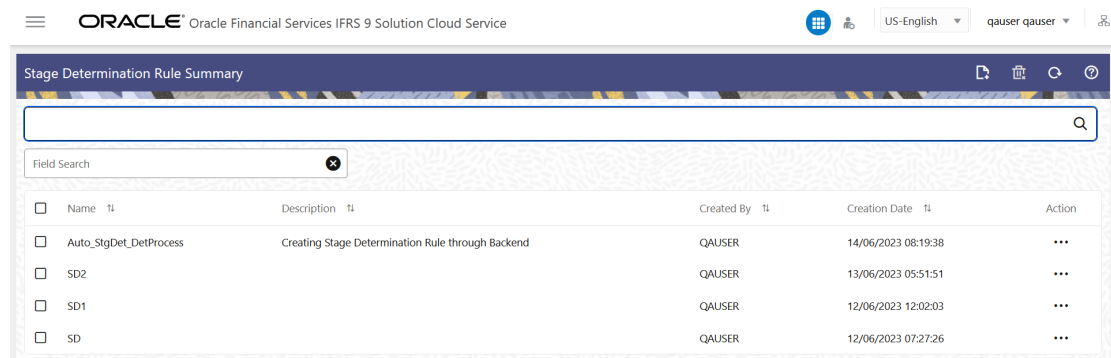 ORACLE® Oracle Financial Services IFRS 9 Solution Cloud Service US-English qauser qauser
Stage Determination Rule Summary
Field Search
Name Description Created By Creation Date Action
Auto_StgDet_DetProcess Creating Stage Determination Rule through Backend QAUSER 14/06/2023 08:19:38 ...
SD2 QAUSER 13/06/2023 05:51:51 ...
SD1 QAUSER 12/06/2023 12:02:03 ...
SD QAUSER 12/06/2023 07:27:26 ...